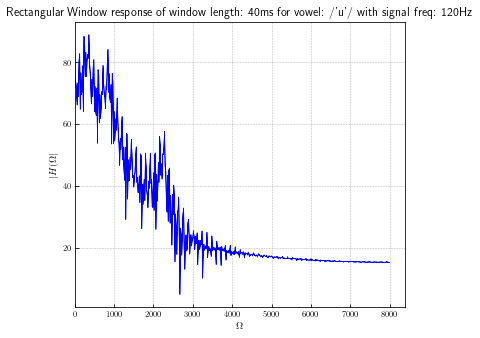 Rectangular Window response of window length: 40ms for vowel: /'u'/ with signal freq: 120Hz
|H(Ω|
80
60
40
20
0 1000 2000 3000 4000 5000 6000 7000 8000
Ω